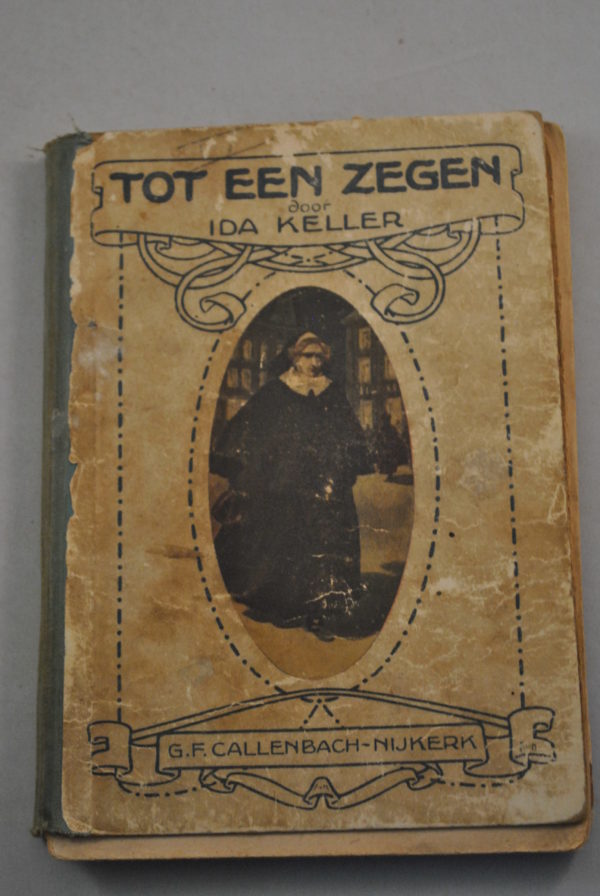 TOT EEN ZEGEN
door
IDA KELLER
G.F. CALLENBACH-NIJKERK